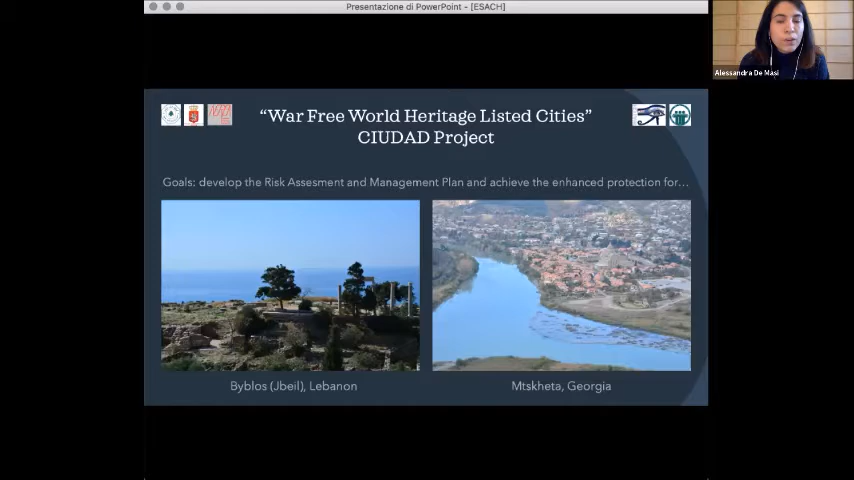 Presentazione di PowerPoint - [ESACH]
Alessandra De Masi
“War Free World Heritage Listed Cities”
CIUDAD Project
Goals: develop the Risk Assesment and Management Plan and achieve the enhanced protection for…
Byblos (Jbeil), Lebanon
Mtskheta, Georgia